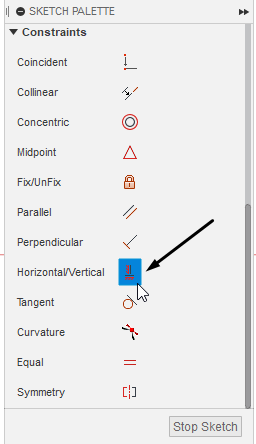 SKETCH PALETTE
Constraints
Coincident
Collinear
Concentric
Midpoint
Fix/UnFix
Parallel
Perpendicular
Horizontal/Vertical
Tangent
Curvature
Equal
Symmetry
Stop Sketch